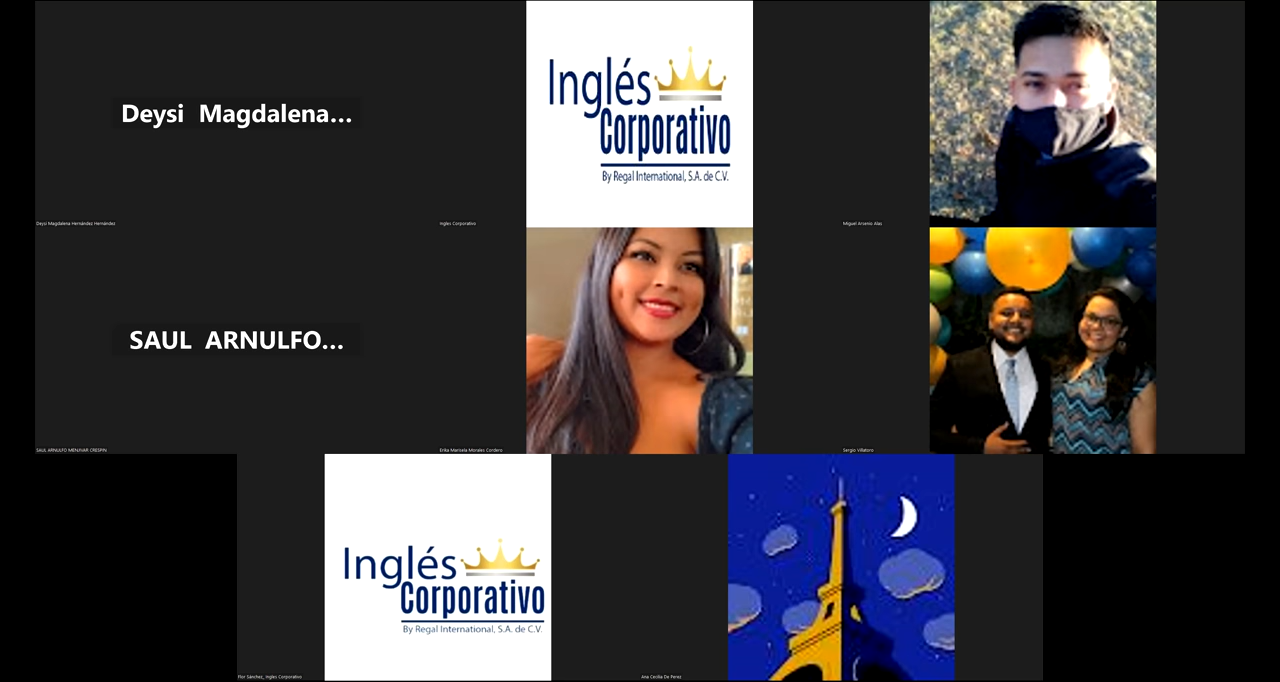 Deysi Magdalena...
Inglés
Corporativo
By Regal International, S.A. de C.V.
Deysi Magdalena Hernández Hernández
Ingles Corporativo
Miguel Arsenio Alas
SAUL ARNULFO...
SAUL ARNULFO MENJIVAR CRESPIN
Erika Marisela Morales Cordero
Sergio Villatoro
Inglés
Corporativo
By Regal International, S.A. de C.V.
Flor Sánchez_ Ingles Corporativo
Ana Cecilia De Perez